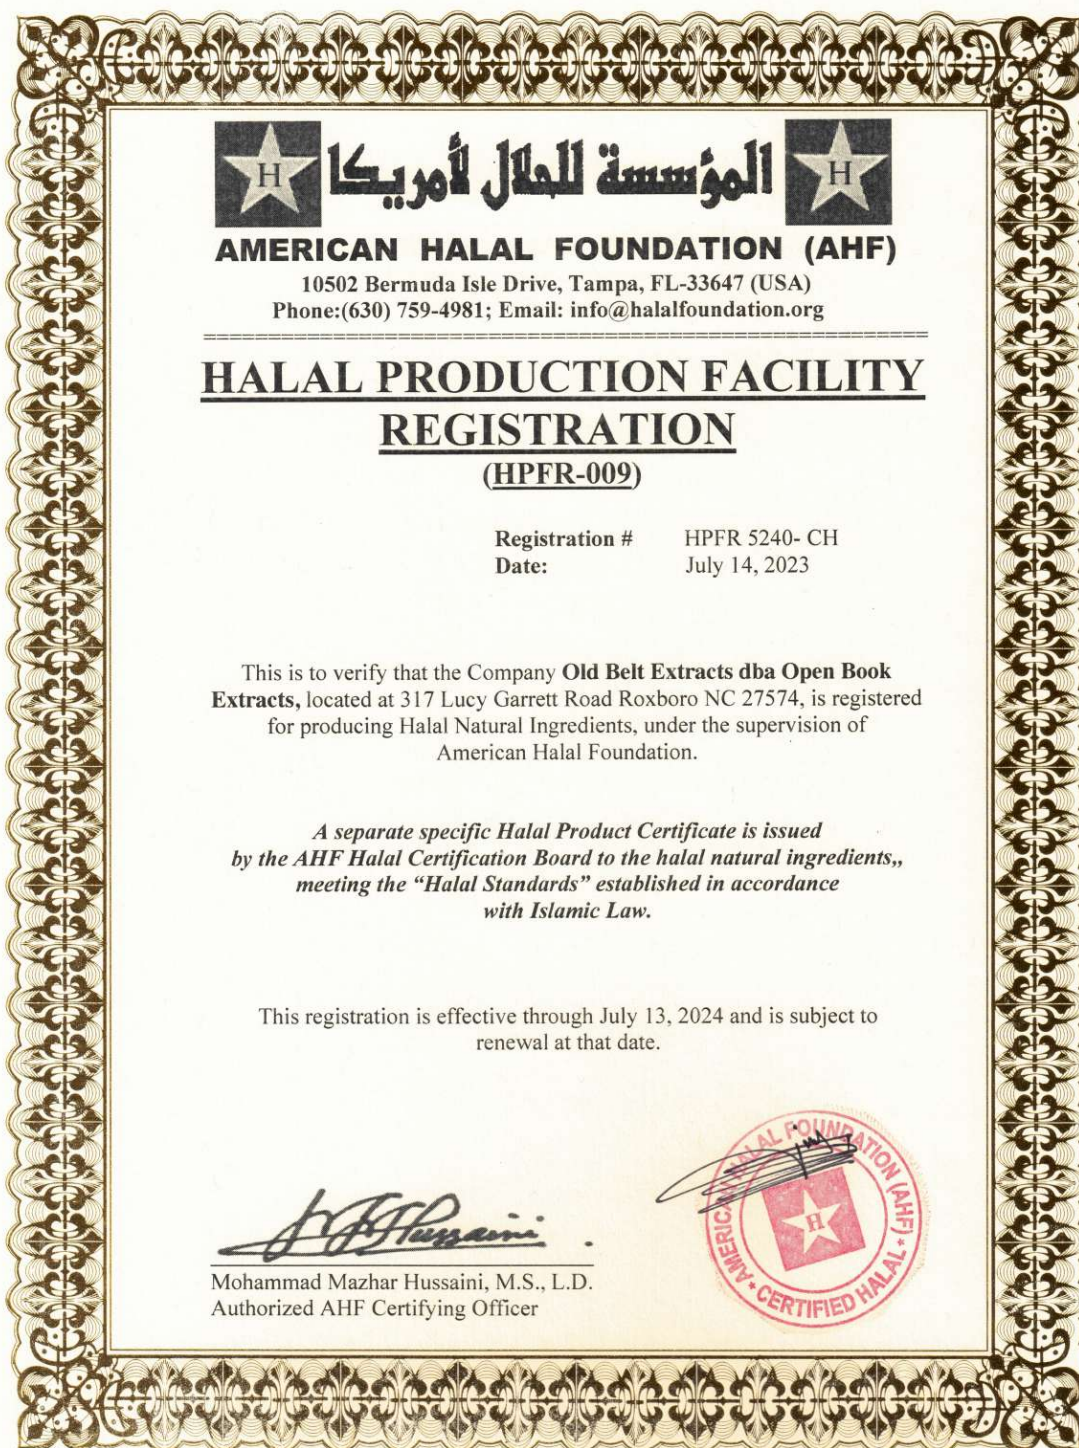 H المؤسسة للحلال لأمريكا H
AMERICAN HALAL FOUNDATION (AHF)
10502 Bermuda Isle Drive, Tampa, FL-33647 (USA)
Phone:(630) 759-4981; Email: info@halalfoundation.org
HALAL PRODUCTION FACILITY
REGISTRATION
(HPFR-009)
Registration # HPFR 5240- CH
Date: July 14, 2023
This is to verify that the Company Old Belt Extracts dba Open Book
Extracts, located at 317 Lucy Garrett Road Roxboro NC 27574, is registered
for producing Halal Natural Ingredients, under the supervision of
American Halal Foundation.
A separate specific Halal Product Certificate is issued
by the AHF Halal Certification Board to the halal natural ingredients,,
meeting the “Halal Standards” established in accordance
with Islamic Law.
This registration is effective through July 13, 2024 and is subject to
renewal at that date.
AMERICAN HALAL FOUNDATION (AHF)
H
* CERTIFIED HALAL *
Mohammad Mazhar Hussaini, M.S., L.D.
Authorized AHF Certifying Officer